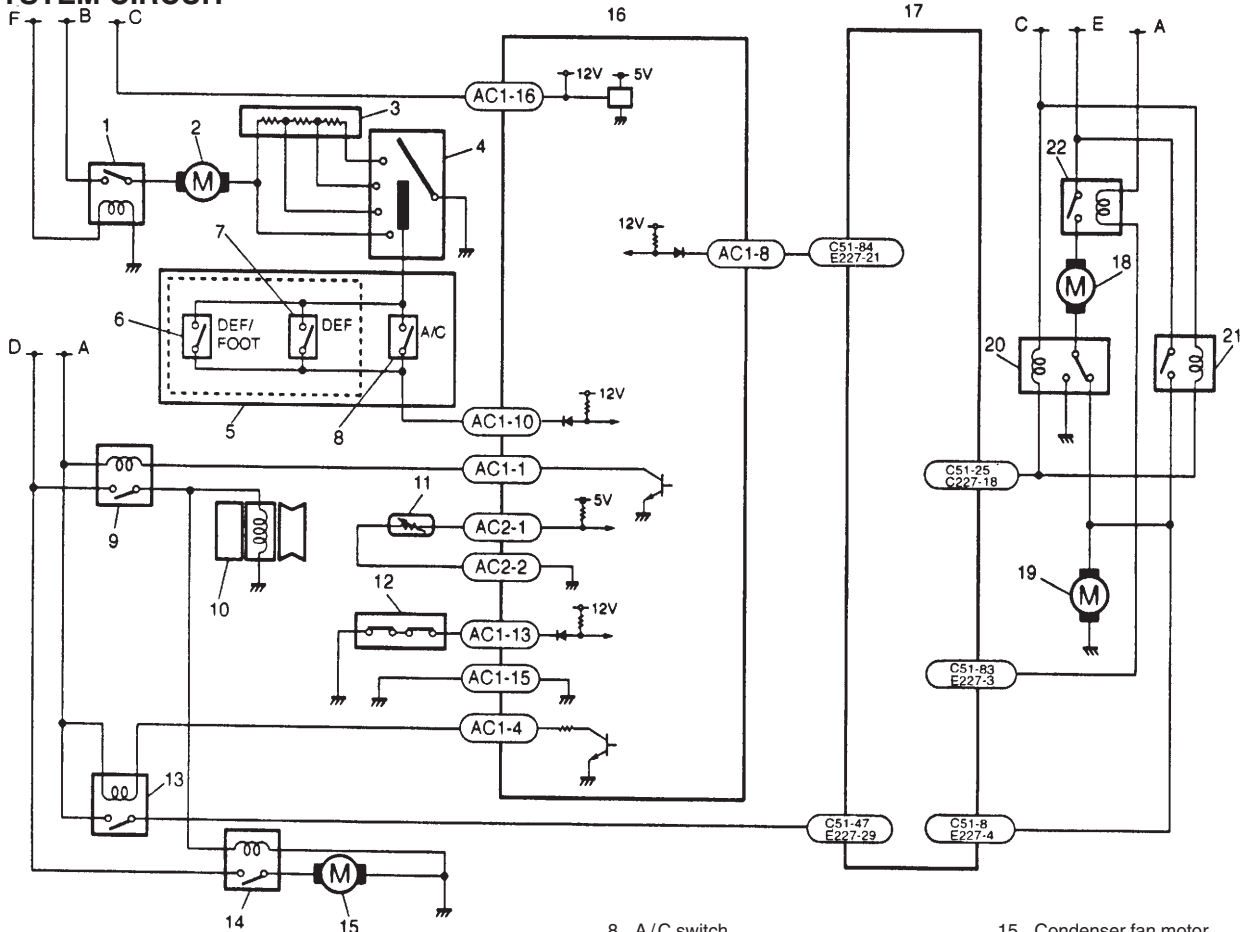 F B C
16
17
C E A
12V 5V
AC1-16
3
1
2
4
M
22
12V
AC1-8
C51-84
E227-21
7
18
M
6
DEF/
FOOT
DEF
A/C
20
21
D A
5
8
12V
AC1-10
AC1-1
C51-25
C227-18
11
5V
9
AC2-1
10
AC2-2
12
19
M
12V
AC1-13
AC1-15
C51-83
E227-3
AC1-4
13
C51-47
E227-29
C51-8
E227-4
M
14
15
8 A/C switch
15 Condenser fan motor